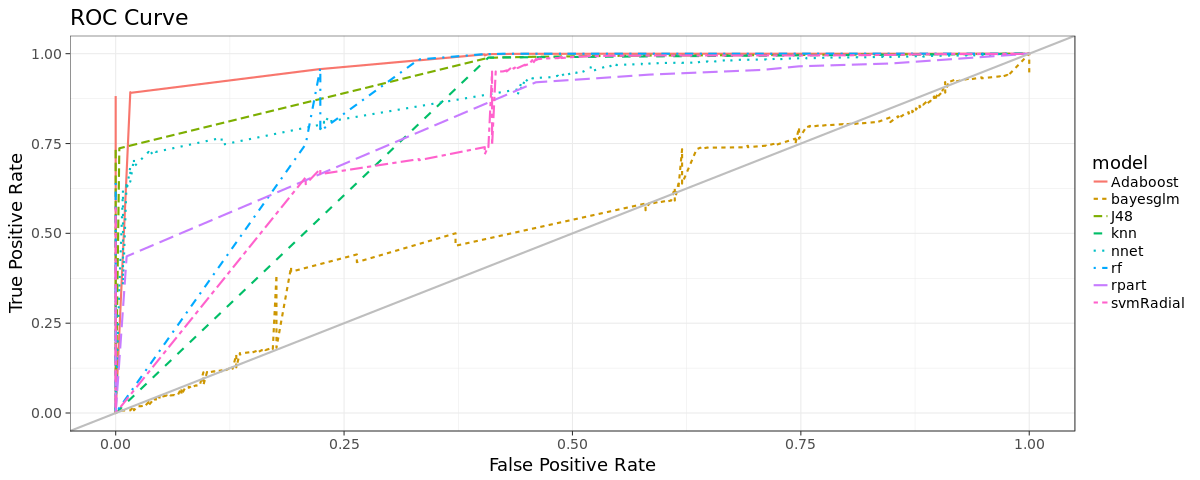 ROC Curve
True Positive Rate
1.00
0.75
0.50
0.25
0.00
0.00 0.25 0.50 0.75 1.00
False Positive Rate
model
Adaboost
bayesglm
J48
knn
nnet
rf
rpart
svmRadial